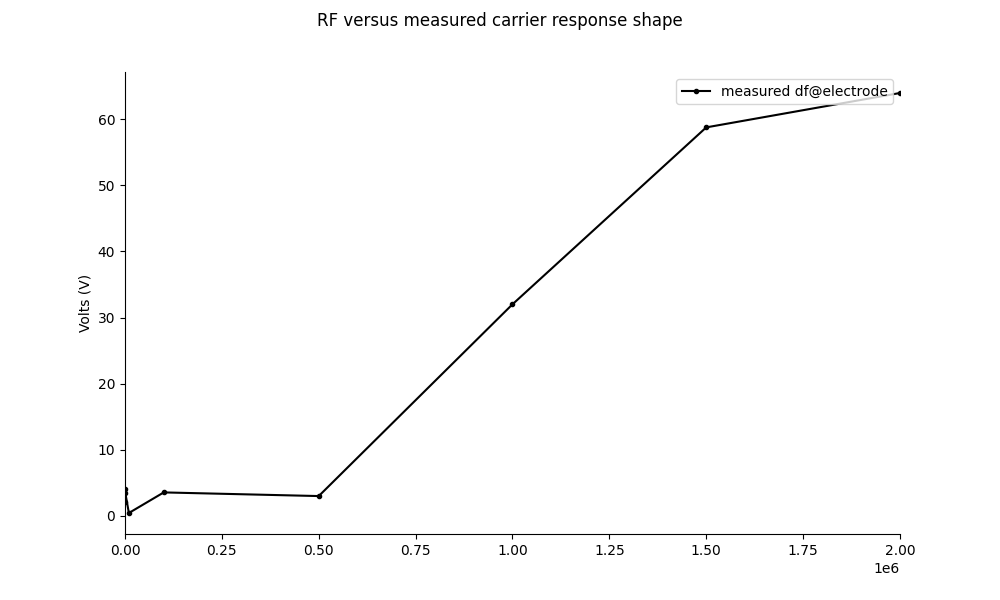 RF versus measured carrier response shape
measured df@electrode
Volts (V)
60
50
40
30
20
10
0
0.00 0.25 0.50 0.75 1.00 1.25 1.50 1.75 2.00
1e6